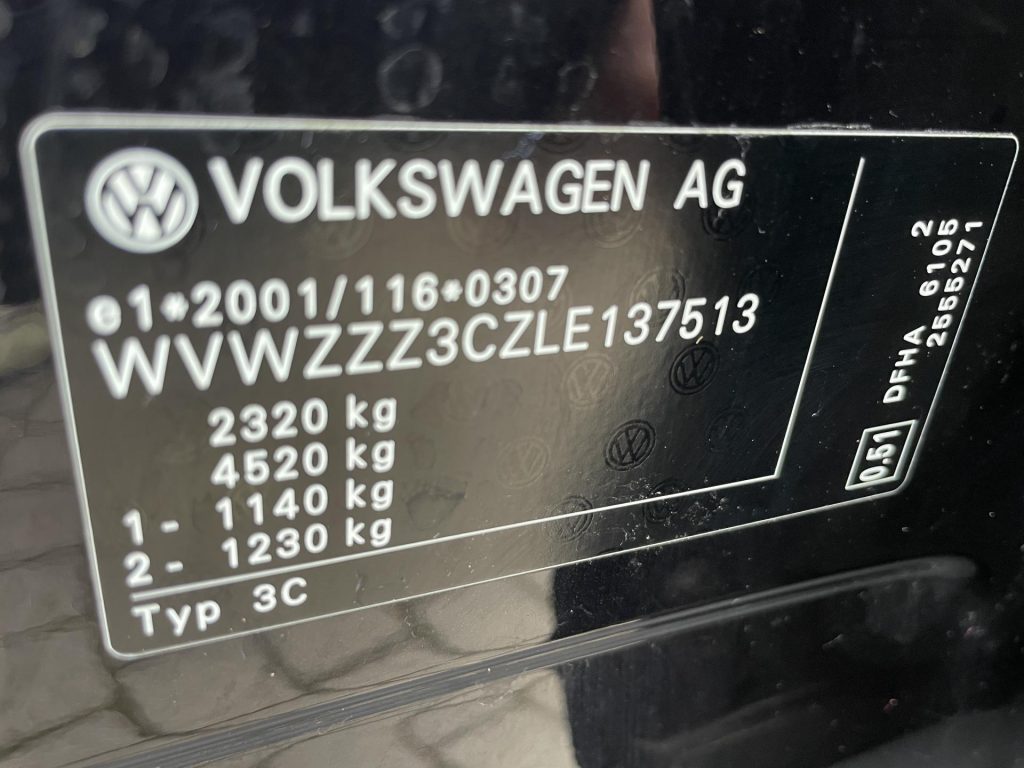 VOLKSWAGEN AG
e1*2001/116*0307
WVWZZZ3CZLE137513
2320 kg
4520 kg
1- 1140 kg
2- 1230 kg
Typ 3C
0.51
DFHA 6105 2
2555271